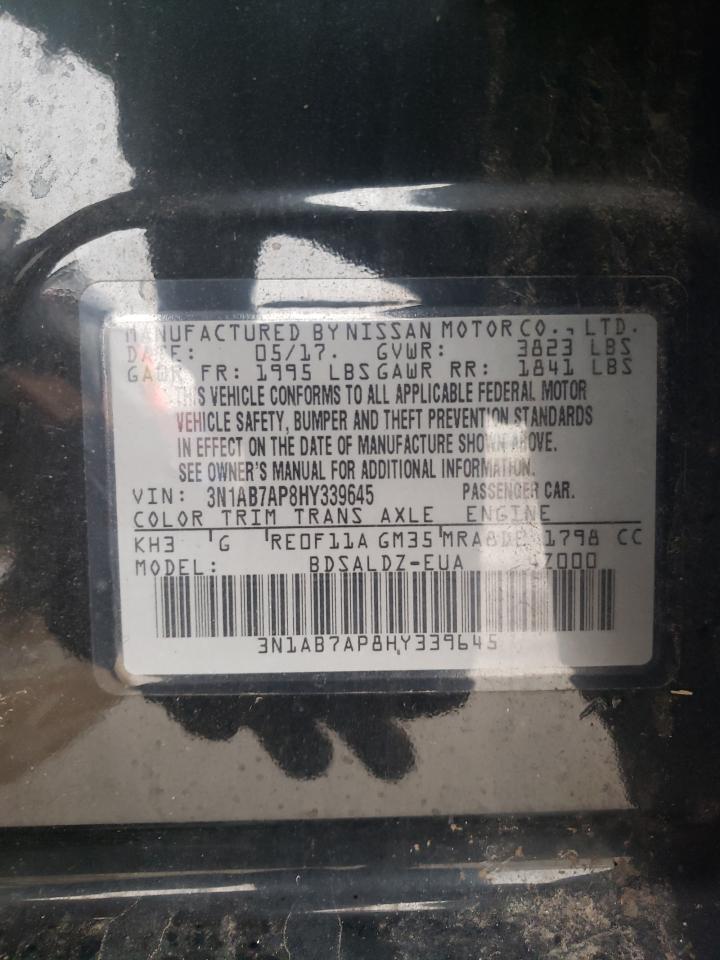 MANUFACTURED BY NISSAN MOTOR CO., LTD.
DATE: 05/17. GVWR: 3823 LBS
GAWR FR: 1995 LBS GAWR RR: 1841 LBS
THIS VEHICLE CONFORMS TO ALL APPLICABLE FEDERAL MOTOR
VEHICLE SAFETY, BUMPER AND THEFT PREVENTION STANDARDS
IN EFFECT ON THE DATE OF MANUFACTURE SHOWN ABOVE.
SEE OWNER'S MANUAL FOR ADDITIONAL INFORMATION.
VIN: 3N1AB7AP8HY339645 PASSENGER CAR.
COLOR TRIM TRANS AXLE ENGINE
KH3 G RE0F11A GM35 MRA8DE 1798 CC
MODEL: BDSALDZ-EUA
3N1AB7AP8HY339645